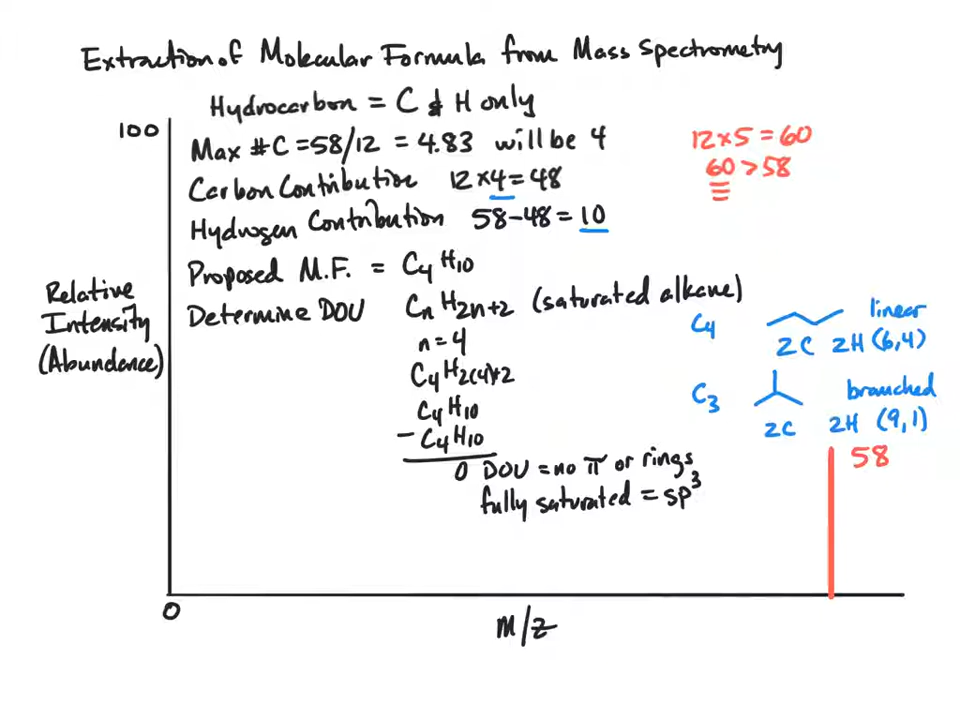 Extraction of Molecular Formula from Mass Spectrometry
Hydrocarbon = C & H only
100
Max #C = 58/12 = 4.83 will be 4
12 x 5 = 60
60 > 58
Carbon Contribution 12 x 4 = 48
Hydrogen Contribution 58 - 48 = 10
Proposed M.F. = C4H10
Relative
Intensity
(Abundance)
Determine DOU CnH2n+2 (saturated alkane)
n = 4
C4H2(4)+2
C4H10
- C4H10
0 DOU = no π or rings
fully saturated = sp3
C4 linear
2C 2H (6,4)
C3 branched
2C 2H (9,1)
58
0
M/z